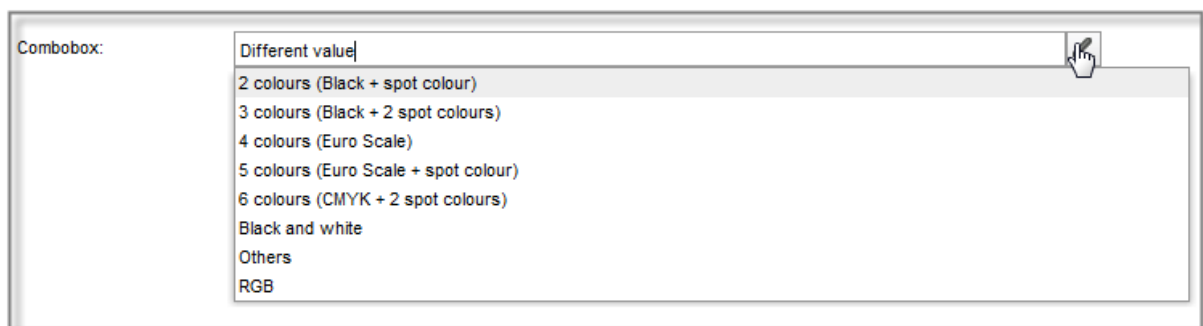 Combobox:
Different value
2 colours (Black + spot colour)
3 colours (Black + 2 spot colours)
4 colours (Euro Scale)
5 colours (Euro Scale + spot colour)
6 colours (CMYK + 2 spot colours)
Black and white
Others
RGB